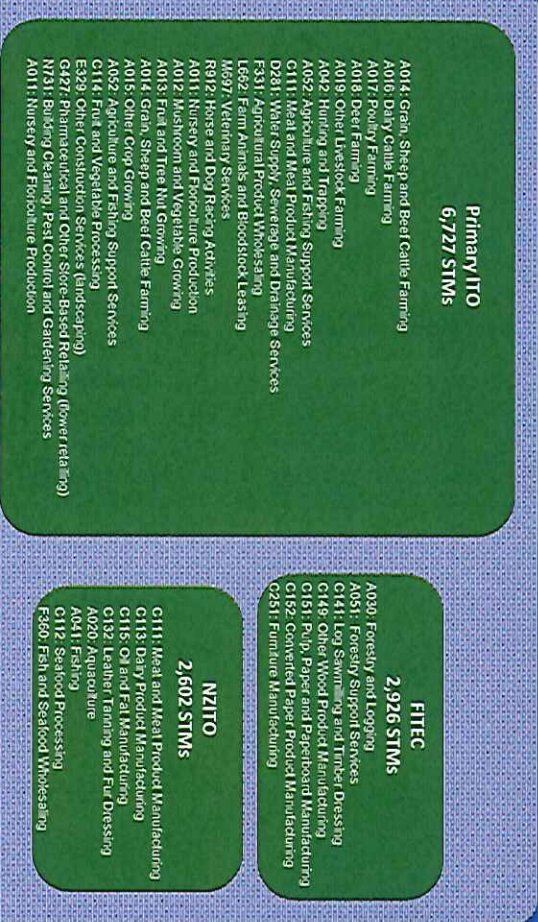 Primary ITO
6,727 STMs
A014: Grain, Sheep and Beef Cattle Farming
A016: Dairy Cattle Farming
A017: Poultry Farming
A018: Deer Farming
A019: Other Livestock Farming
A042: Hunting and Trapping
A052: Agriculture and Fishing Support Services
C111: Meat and Meat Product Manufacturing
D281: Water Supply, Sewerage and Drainage Services
F331: Agricultural Product Wholesaling
L662: Farm Animals and Bloodstock Leasing
M697: Veterinary Services
R912: Horse and Dog Racing Activities
A011: Nursery and Floriculture Production
A012: Mushroom and Vegetable Growing
A013: Fruit and Tree Nut Growing
A014: Grain, Sheep and Beef Cattle Farming
A015: Other Crop Growing
A052: Agriculture and Fishing Support Services
C114: Fruit and Vegetable Processing
E329: Other Construction Services (landscaping)
G427: Pharmaceutical and Other Store-Based Retailing (flower retailing)
N731: Building Cleaning, Pest Control and Gardening Services
A011: Nursery and Floriculture Production
FITEC
2,926 STMs
A030: Forestry and Logging
A051: Forestry Support Services
C141: Log Sawmilling and Timber Dressing
C149: Other Wood Product Manufacturing
C151: Pulp, Paper and Paperboard Manufacturing
C152: Converted Paper Product Manufacturing
C251: Furniture Manufacturing
NZITO
2,602 STMs
C111: Meat and Meat Product Manufacturing
C113: Dairy Product Manufacturing
C115: Oil and Fat Manufacturing
C132: Leather Tanning and Fur Dressing
A020: Aquaculture
A041: Fishing
C112: Seafood Processing
F360: Fish and Seafood Wholesaling